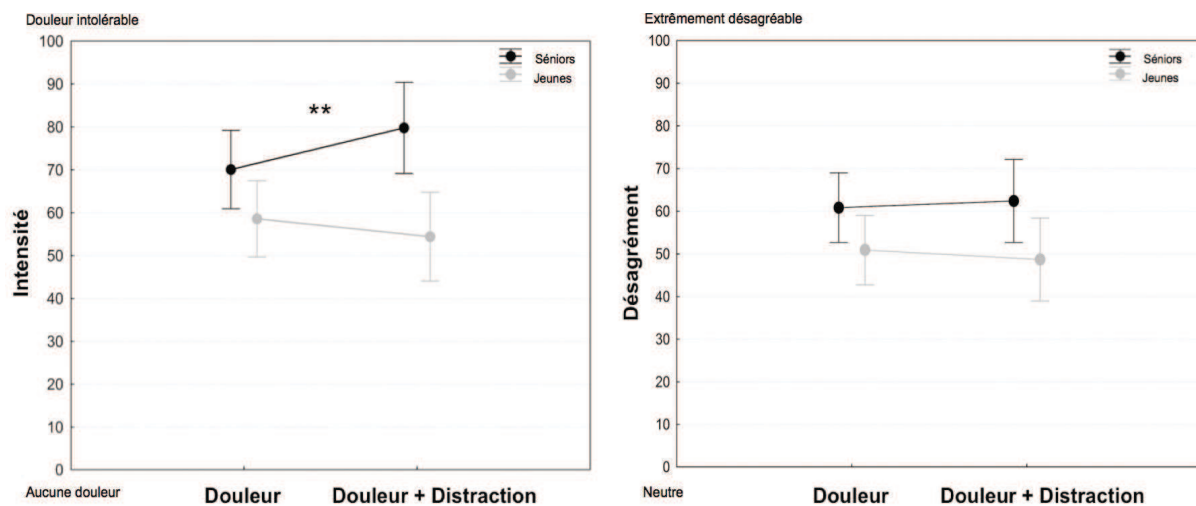 Douleur intolérable
100
90
80
70
60
50
40
30
20
10
0
Intensité
Séniors
Jeunes
**
Aucune douleur
Douleur
Douleur + Distraction
Extrêmement désagréable
100
90
80
70
60
50
40
30
20
10
0
Désagrément
Séniors
Jeunes
Neutre
Douleur
Douleur + Distraction